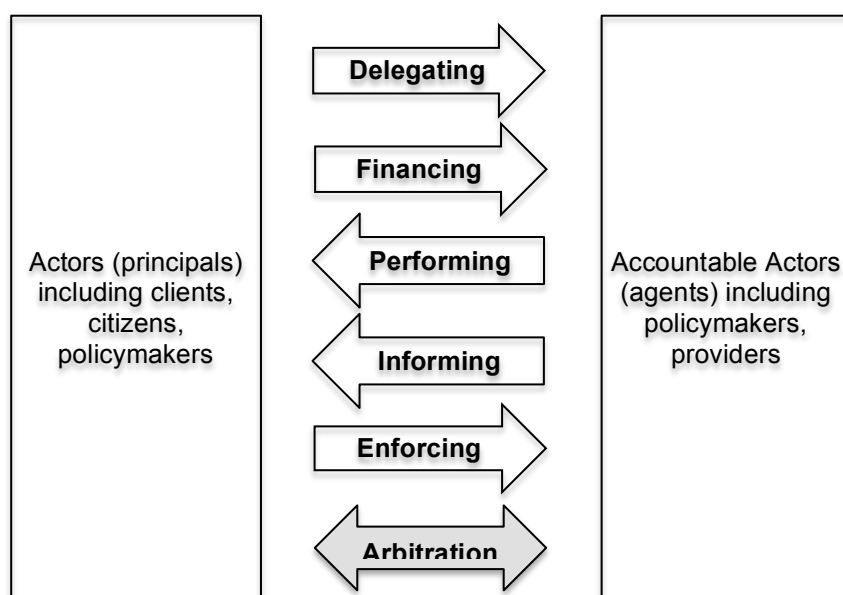 Delegating
Financing
Actors (principals)
including clients,
citizens,
policymakers
Performing
Informing
Accountable Actors
(agents) including
policymakers,
providers
Enforcing
Arbitration